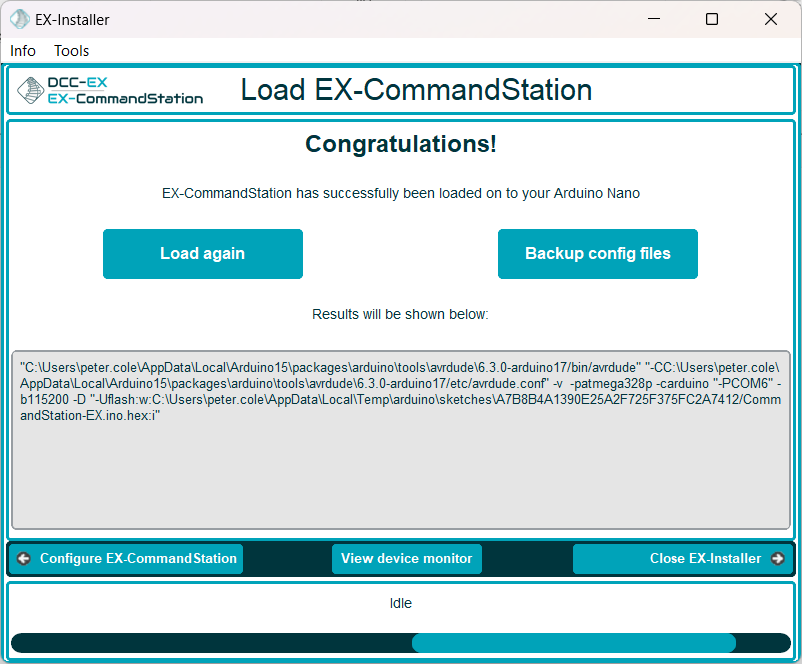 EX-Installer
Info Tools
DCC-EX
EX-CommandStation
Load EX-CommandStation
Congratulations!
EX-CommandStation has successfully been loaded on to your Arduino Nano
Load again
Backup config files
Results will be shown below:
"C:\Users\peter.cole\AppData\Local\Arduino15\packages\arduino\tools\avrdude\6.3.0-arduino17/bin/avrdude" "-CC:\Users\peter.cole\
AppData\Local\Arduino15\packages\arduino\tools\avrdude\6.3.0-arduino17/etc/avrdude.conf" -v  -patmega328p -carduino "-PCOM6" -
b115200 -D "-Uflash:w:C:\Users\peter.cole\AppData\Local\Temp\arduino\sketches\A7B8B4A1390E25A2F725F375FC2A7412/Comm
andStation-EX.ino.hex:i"
Configure EX-CommandStation
View device monitor
Close EX-Installer
Idle